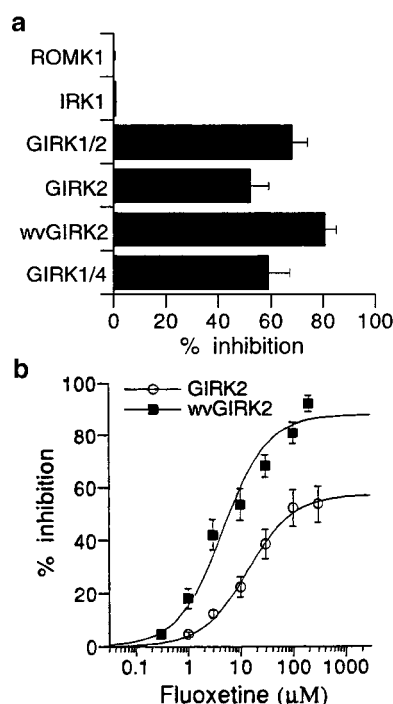 a
ROMK1
IRK1
GIRK1/2
GIRK2
wvGIRK2
GIRK1/4
0 20 40 60 80 100
% inhibition
b
GIRK2
wvGIRK2
100
80
60
40
20
0
% inhibition
0.1 1 10 100 1000
Fluoxetine (μM)